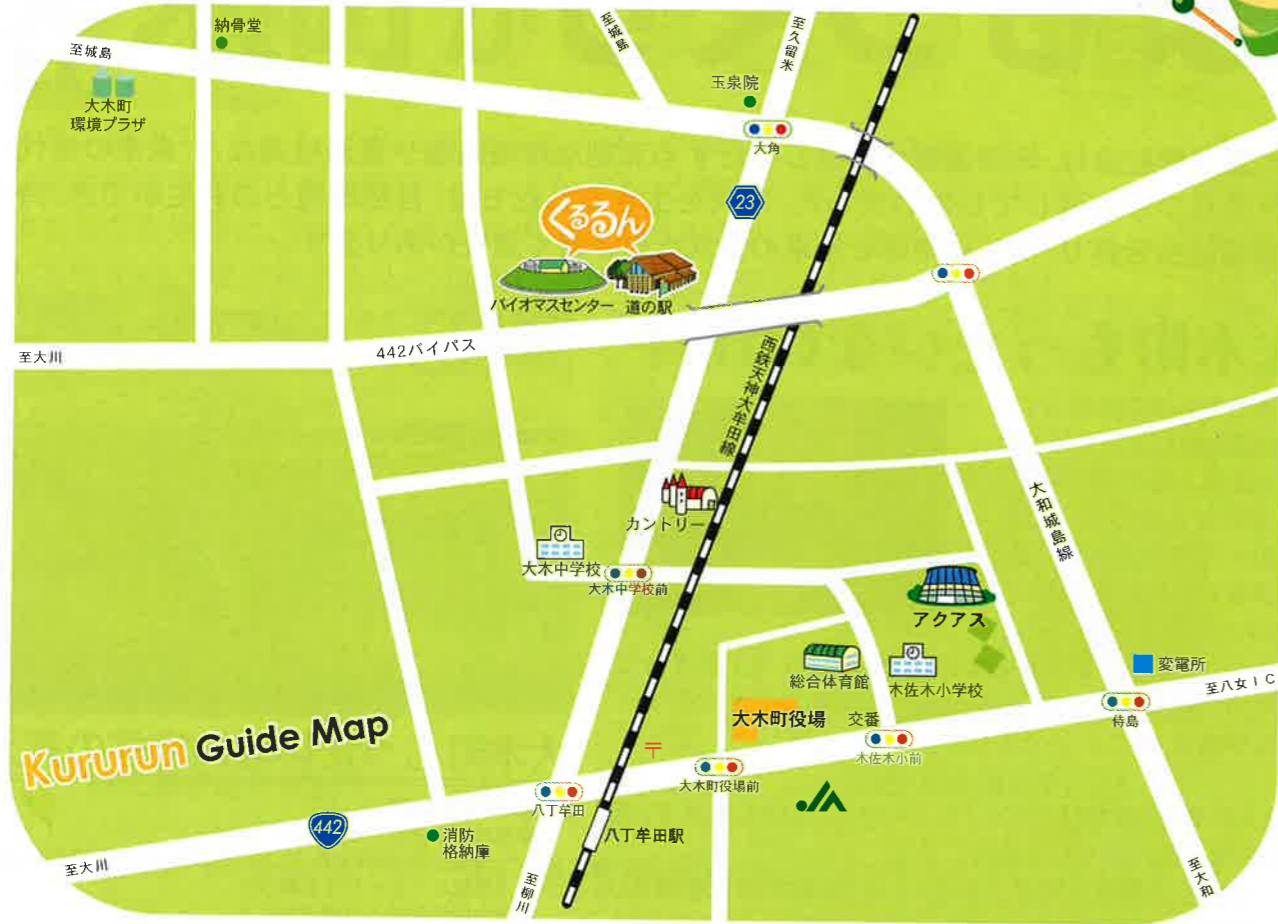 至城島
納骨堂
至城島
至久留米
大木町
環境プラザ
玉泉院
大角
23
くるるん
バイオマスセンター
道の駅
至大川
442バイパス
西鉄天神大牟田線
大和城島線
カントリー
大木中学校
大木中学校前
アクアス
総合体育館
木佐木小学校
変電所
至八女IC
侍島
大木町役場
交番
木佐木小前
〒
大木町役場前
JA
Kururun Guide Map
八丁牟田
442
消防
格納庫
八丁牟田駅
至大川
至柳川
至大和